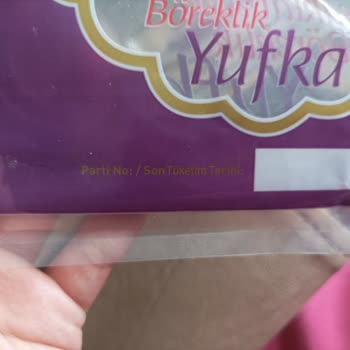 Böreklik
Yufka
Parti No: / Son Tüketim Tarihi: